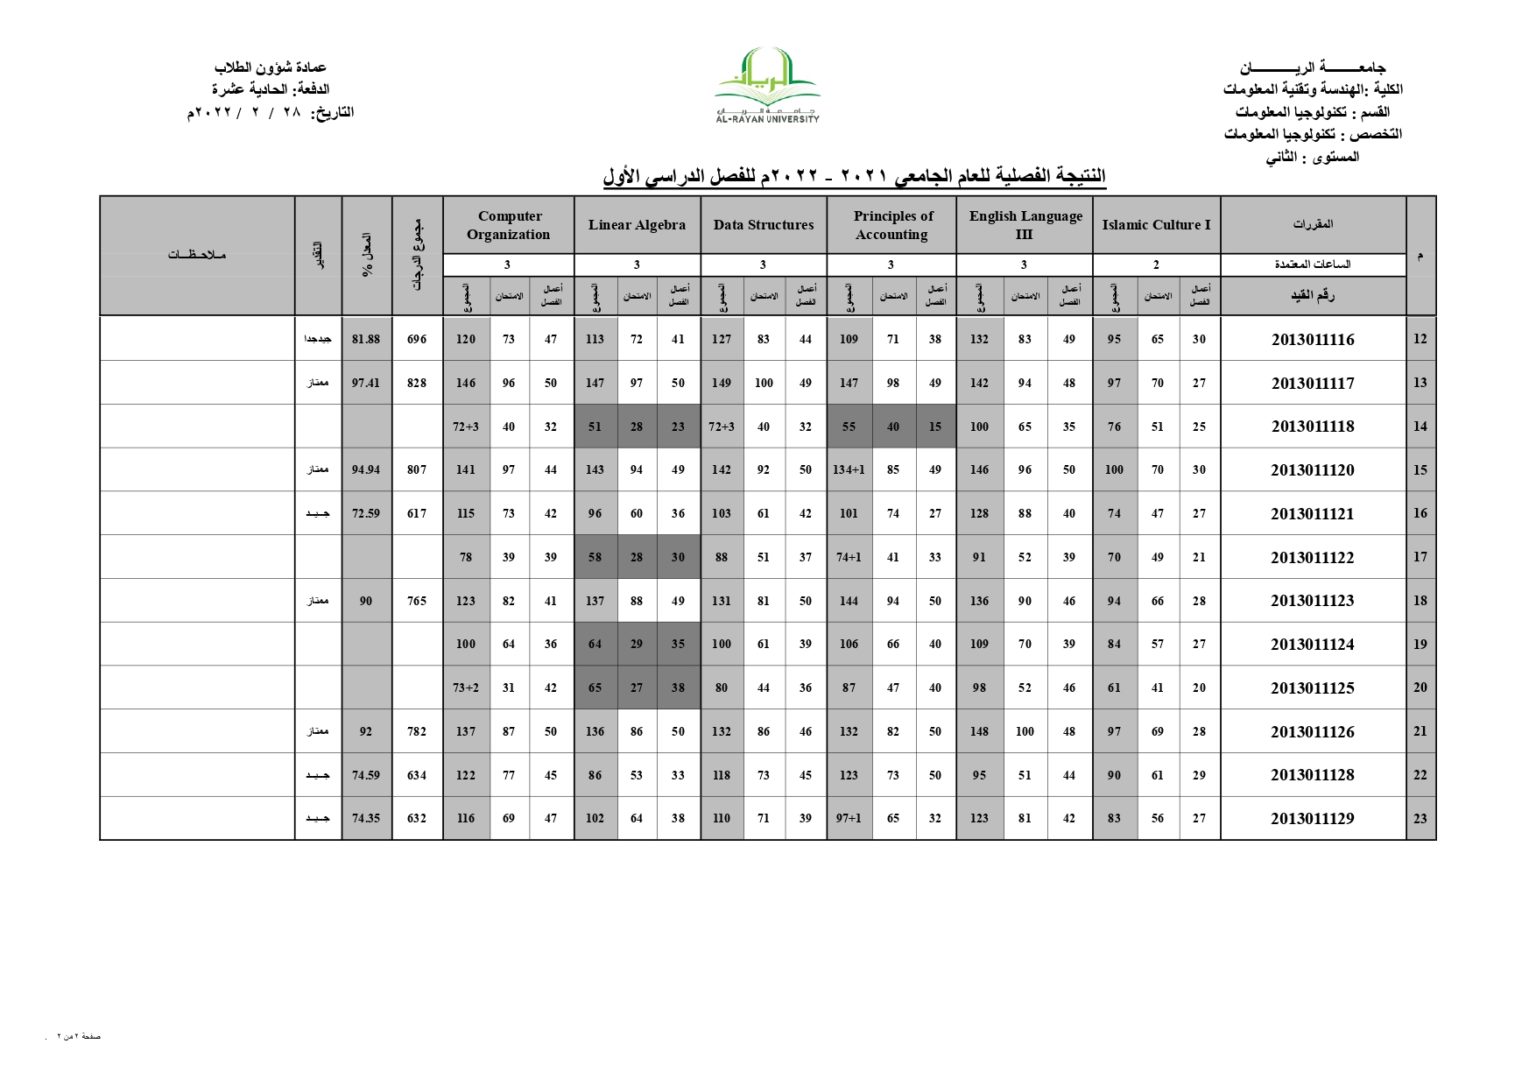 جامعـــــــة الريـــــــــــان
الكلية :الهندسة وتقنية المعلومات
القسم : تكنولوجيا المعلومات
التخصص : تكنولوجيا المعلومات
المستوى : الثاني
الريان
جامعة الريان
AL-RAYAN UNIVERSITY
عمادة شؤون الطلاب
الدفعة: الحادية عشرة
التاريخ: ٢٨ / ٢ / ٢٠٢٢م
النتيجة الفصلية للعام الجامعي ٢٠٢١ - ٢٠٢٢م للفصل الدراسي الأول
م المقررات Islamic Culture I English Language III Principles of Accounting Data Structures Linear Algebra Computer Organization مجموع الدرجات المعدل % التقدير مـلاحـظـــات
الساعات المعتمدة 2 3 3 3 3 3
رقم القيد أعمال الفصل الامتحان المجموع أعمال الفصل الامتحان المجموع أعمال الفصل الامتحان المجموع أعمال الفصل الامتحان المجموع أعمال الفصل الامتحان المجموع أعمال الفصل الامتحان المجموع
12 2013011116 30 65 95 49 83 132 38 71 109 44 83 127 41 72 113 47 73 120 696 81.88 جيدجدا
13 2013011117 27 70 97 48 94 142 49 98 147 49 100 149 50 97 147 50 96 146 828 97.41 ممتاز
14 2013011118 25 51 76 35 65 100 15 40 55 32 40 72+3 23 28 51 32 40 72+3
15 2013011120 30 70 100 50 96 146 49 85 134+1 50 92 142 49 94 143 44 97 141 807 94.94 ممتاز
16 2013011121 27 47 74 40 88 128 27 74 101 42 61 103 36 60 96 42 73 115 617 72.59 جـيـد
17 2013011122 21 49 70 39 52 91 33 41 74+1 37 51 88 30 28 58 39 39 78
18 2013011123 28 66 94 46 90 136 50 94 144 50 81 131 49 88 137 41 82 123 765 90 ممتاز
19 2013011124 27 57 84 39 70 109 40 66 106 39 61 100 35 29 64 36 64 100
20 2013011125 20 41 61 46 52 98 40 47 87 36 44 80 38 27 65 42 31 73+2
21 2013011126 28 69 97 48 100 148 50 82 132 46 86 132 50 86 136 50 87 137 782 92 ممتاز
22 2013011128 29 61 90 44 51 95 50 73 123 45 73 118 33 53 86 45 77 122 634 74.59 جـيـد
23 2013011129 27 56 83 42 81 123 32 65 97+1 39 71 110 38 64 102 47 69 116 632 74.35 جـيـد
صفحة ٢ من ٢ .